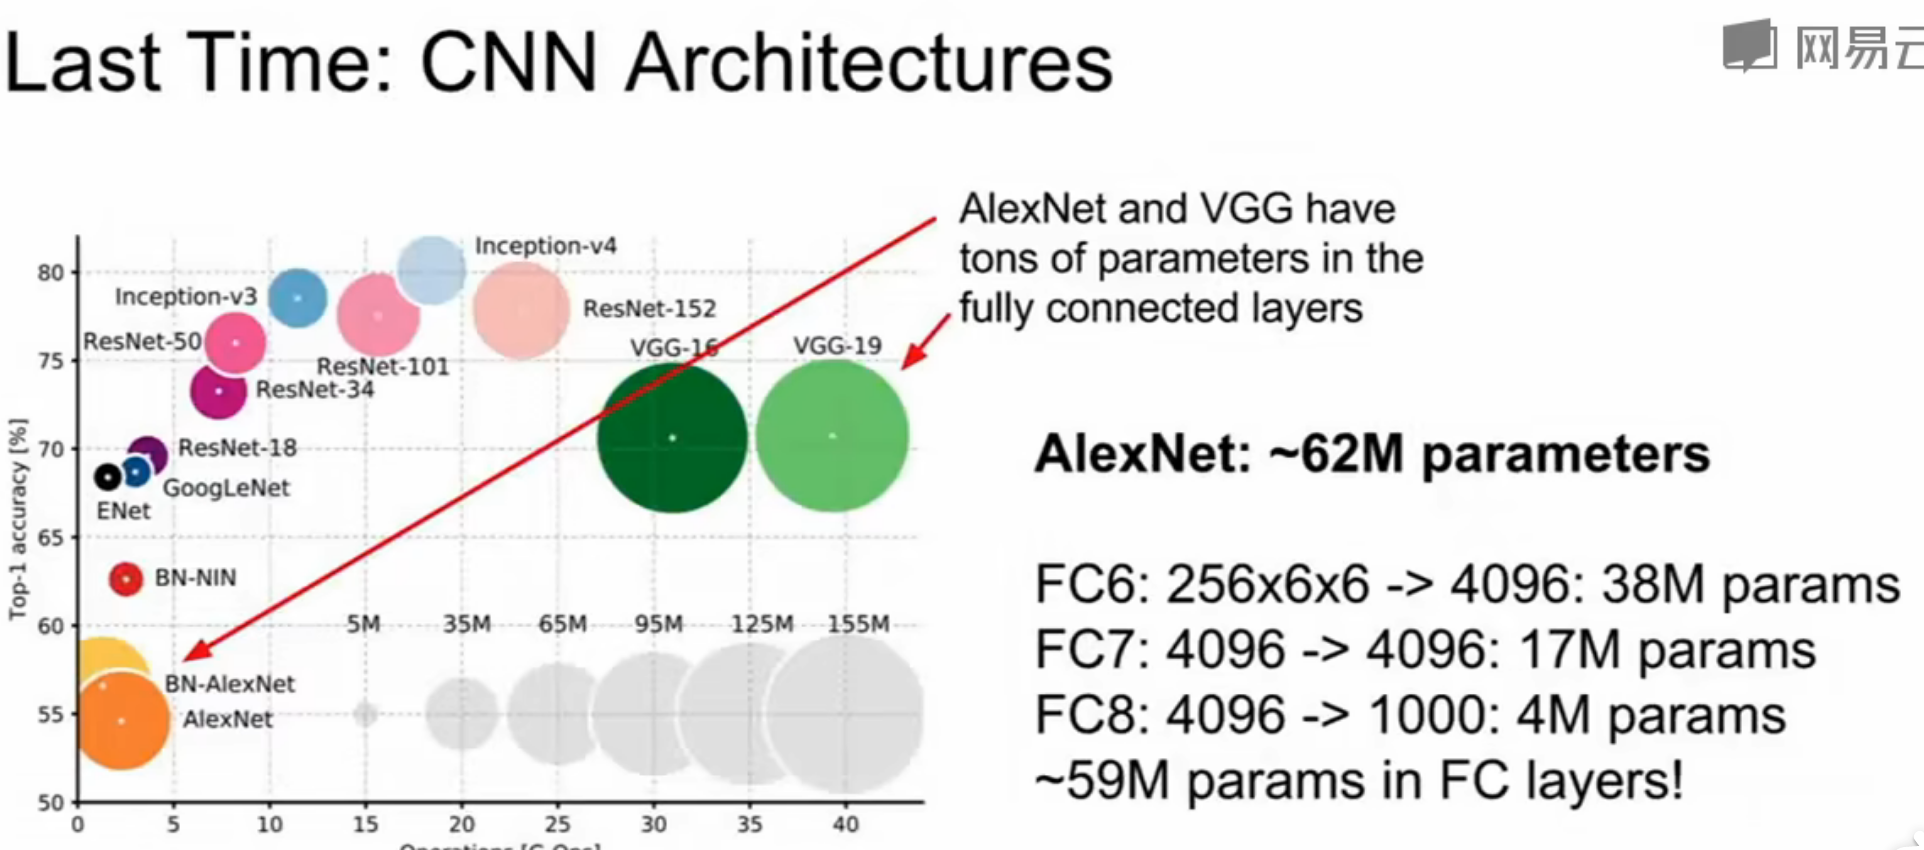 Last Time: CNN Architectures
网易云
AlexNet and VGG have
tons of parameters in the
fully connected layers
Inception-v4
80
Inception-v3
ResNet-152
ResNet-50
VGG-16
VGG-19
75
ResNet-101
ResNet-34
Top-1 accuracy [%]
70
ResNet-18
GoogLeNet
ENet
65
BN-NIN
60
5M 35M 65M 95M 125M 155M
BN-AlexNet
55
AlexNet
50
0 5 10 15 20 25 30 35 40
Operations [G-Ops]
AlexNet: ~62M parameters
FC6: 256x6x6 -> 4096: 38M params
FC7: 4096 -> 4096: 17M params
FC8: 4096 -> 1000: 4M params
~59M params in FC layers!